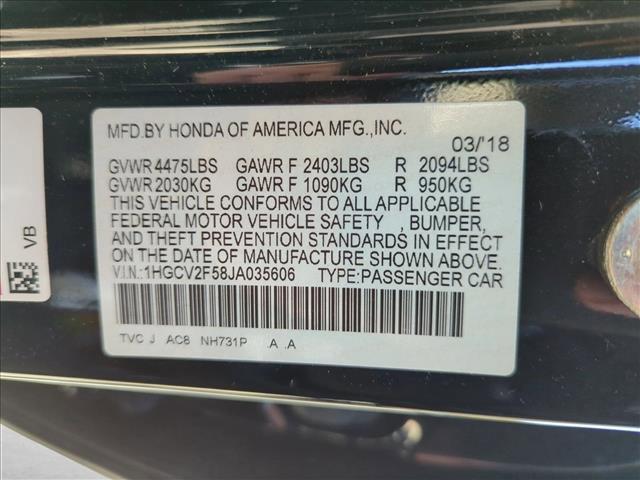 MFD.BY HONDA OF AMERICA MFG.,INC.
03/'18
GVWR 4475LBS GAWR F 2403LBS R 2094LBS
GVWR 2030KG GAWR F 1090KG R 950KG
THIS VEHICLE CONFORMS TO ALL APPLICABLE
FEDERAL MOTOR VEHICLE SAFETY , BUMPER,
AND THEFT PREVENTION STANDARDS IN EFFECT
ON THE DATE OF MANUFACTURE SHOWN ABOVE.
V.I.N.:1HGCV2F58JA035606 TYPE:PASSENGER CAR
TVC J AC8 NH731P .A .A
VB